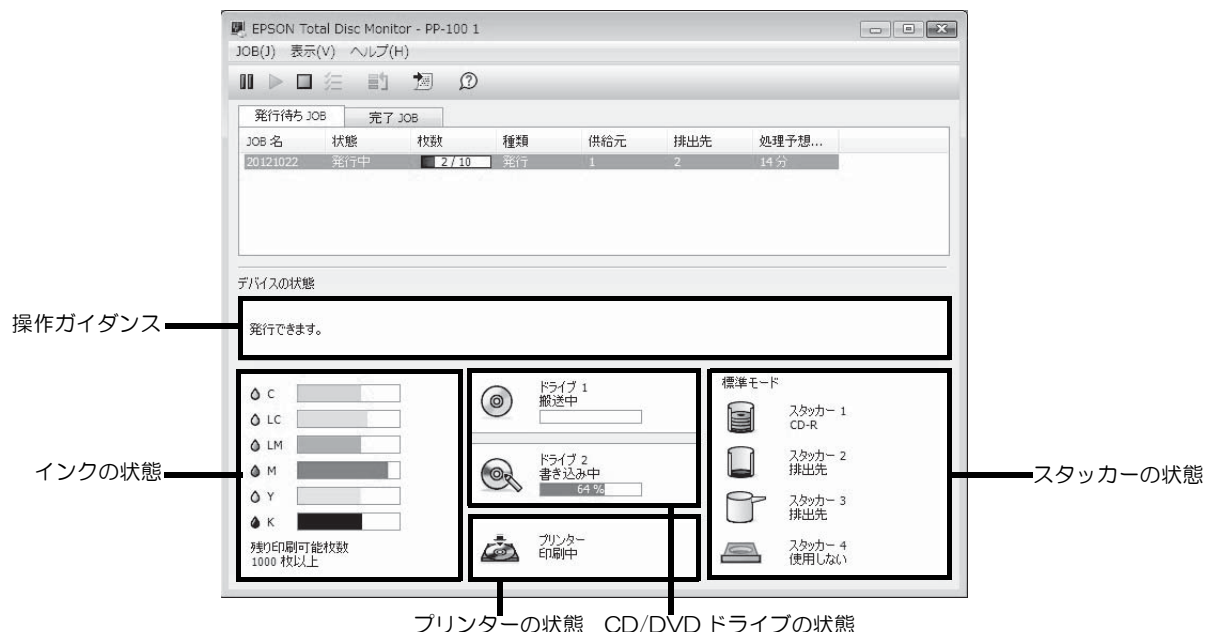 EPSON Total Disc Monitor - PP-100 1
JOB(J) 表示(V) ヘルプ(H)
発行待ち JOB 完了 JOB
JOB 名 状態 枚数 種類 供給元 排出先 処理予想...
20121022 発行中 2 / 10 発行 1 2 14 分
デバイスの状態
操作ガイダンス
発行できます。
インクの状態
C
LC
LM
M
Y
K
残り印刷可能枚数
1000 枚以上
ドライブ 1
搬送中
ドライブ 2
書き込み中
64 %
プリンター
印刷中
標準モード
スタッカー 1
CD-R
スタッカー 2
排出先
スタッカー 3
排出先
スタッカー 4
使用しない
スタッカーの状態
プリンターの状態 CD/DVD ドライブの状態